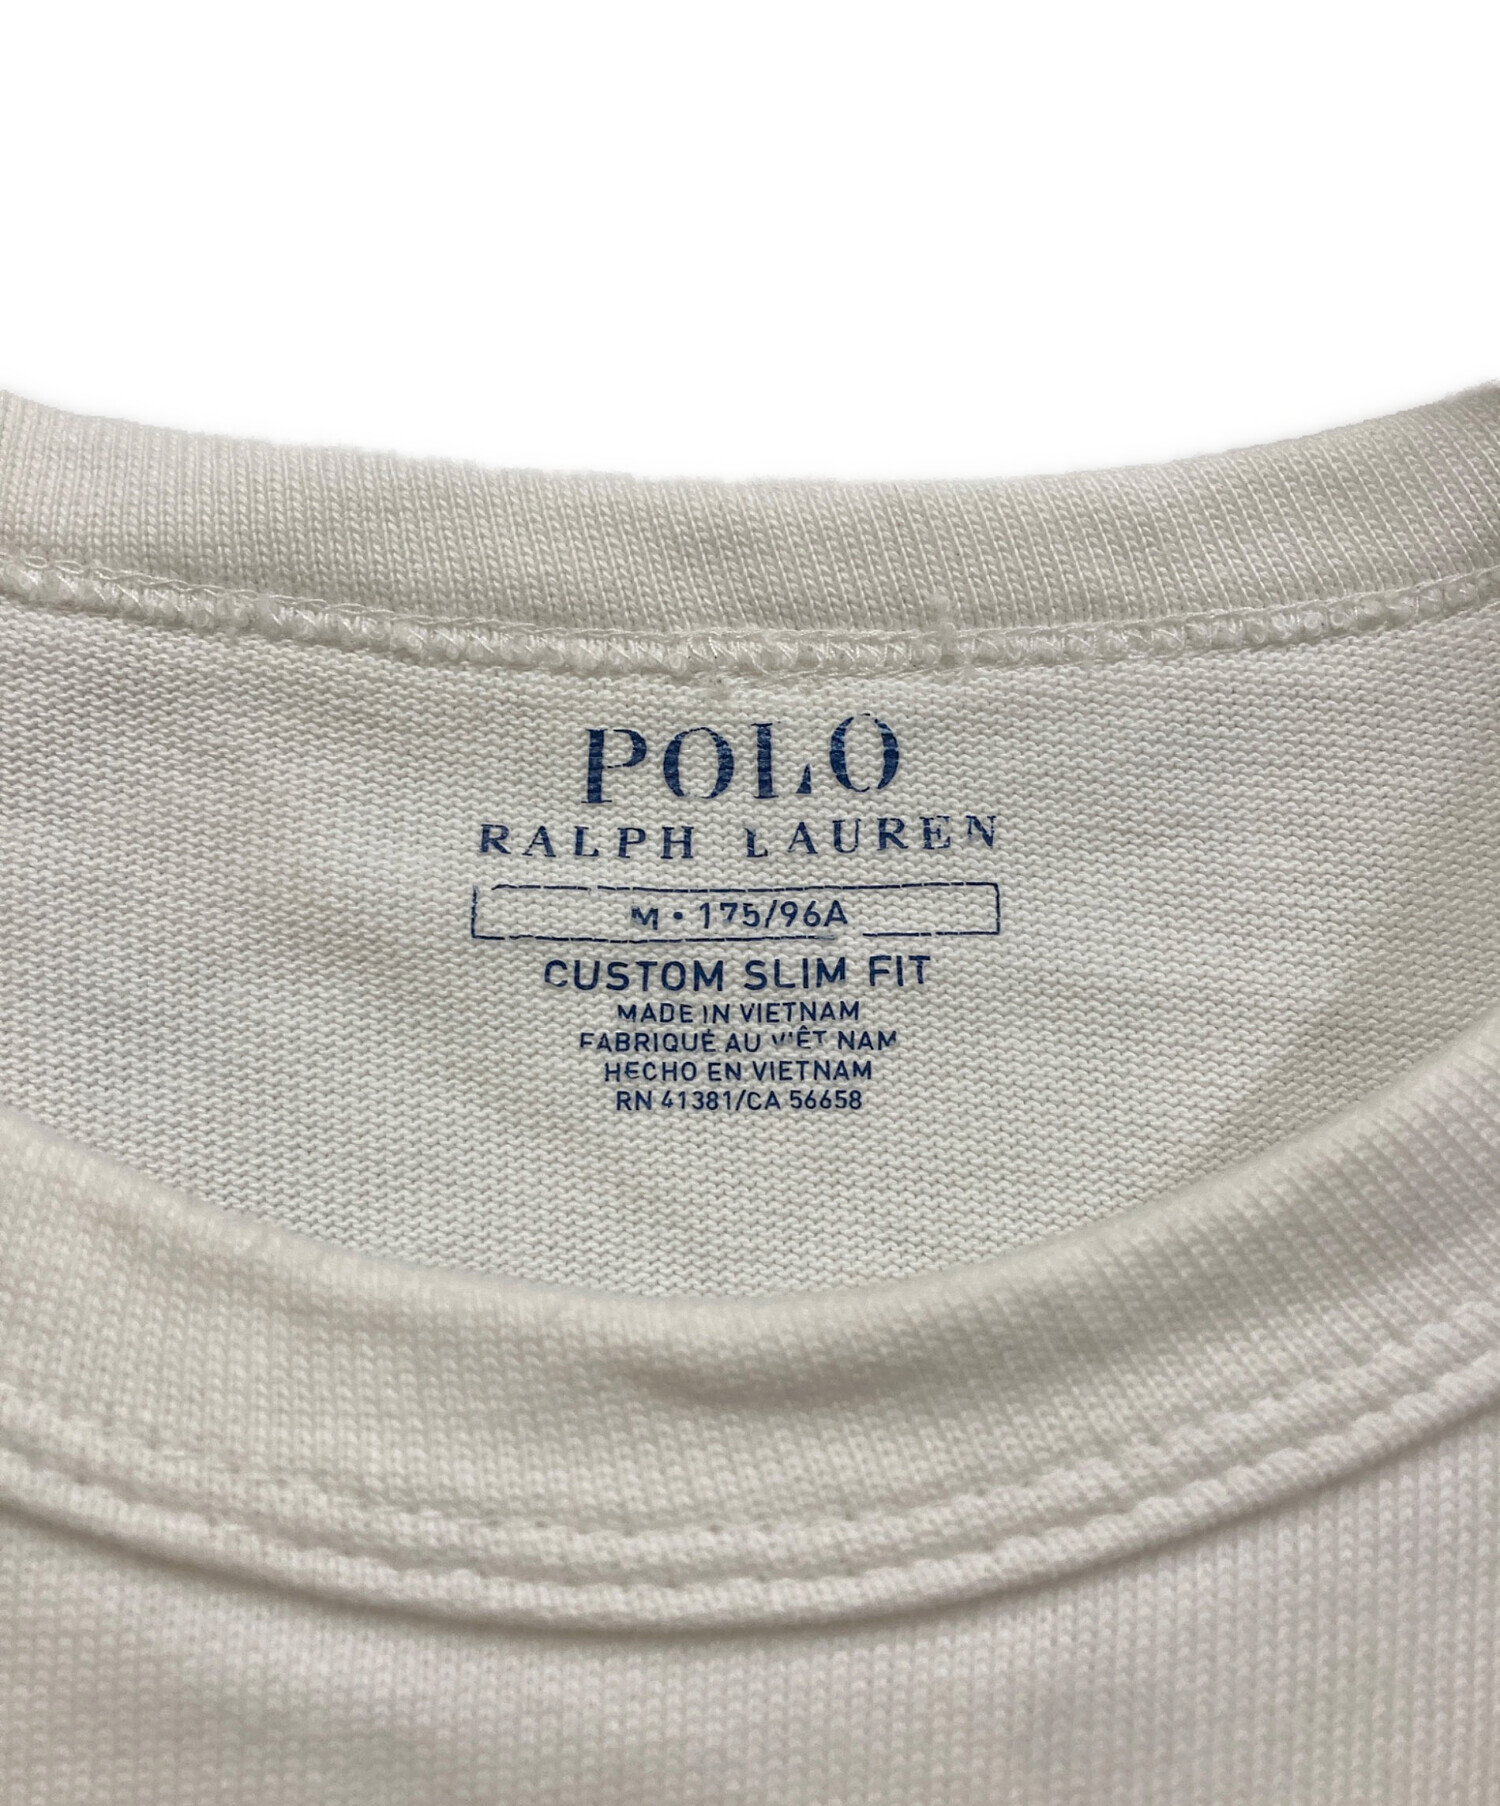 POLO
RALPH LAUREN
M • 175/96A
CUSTOM SLIM FIT
MADE IN VIETNAM
FABRIQUÉ AU VIÊT NAM
HECHO EN VIETNAM
RN 41381/CA 56658